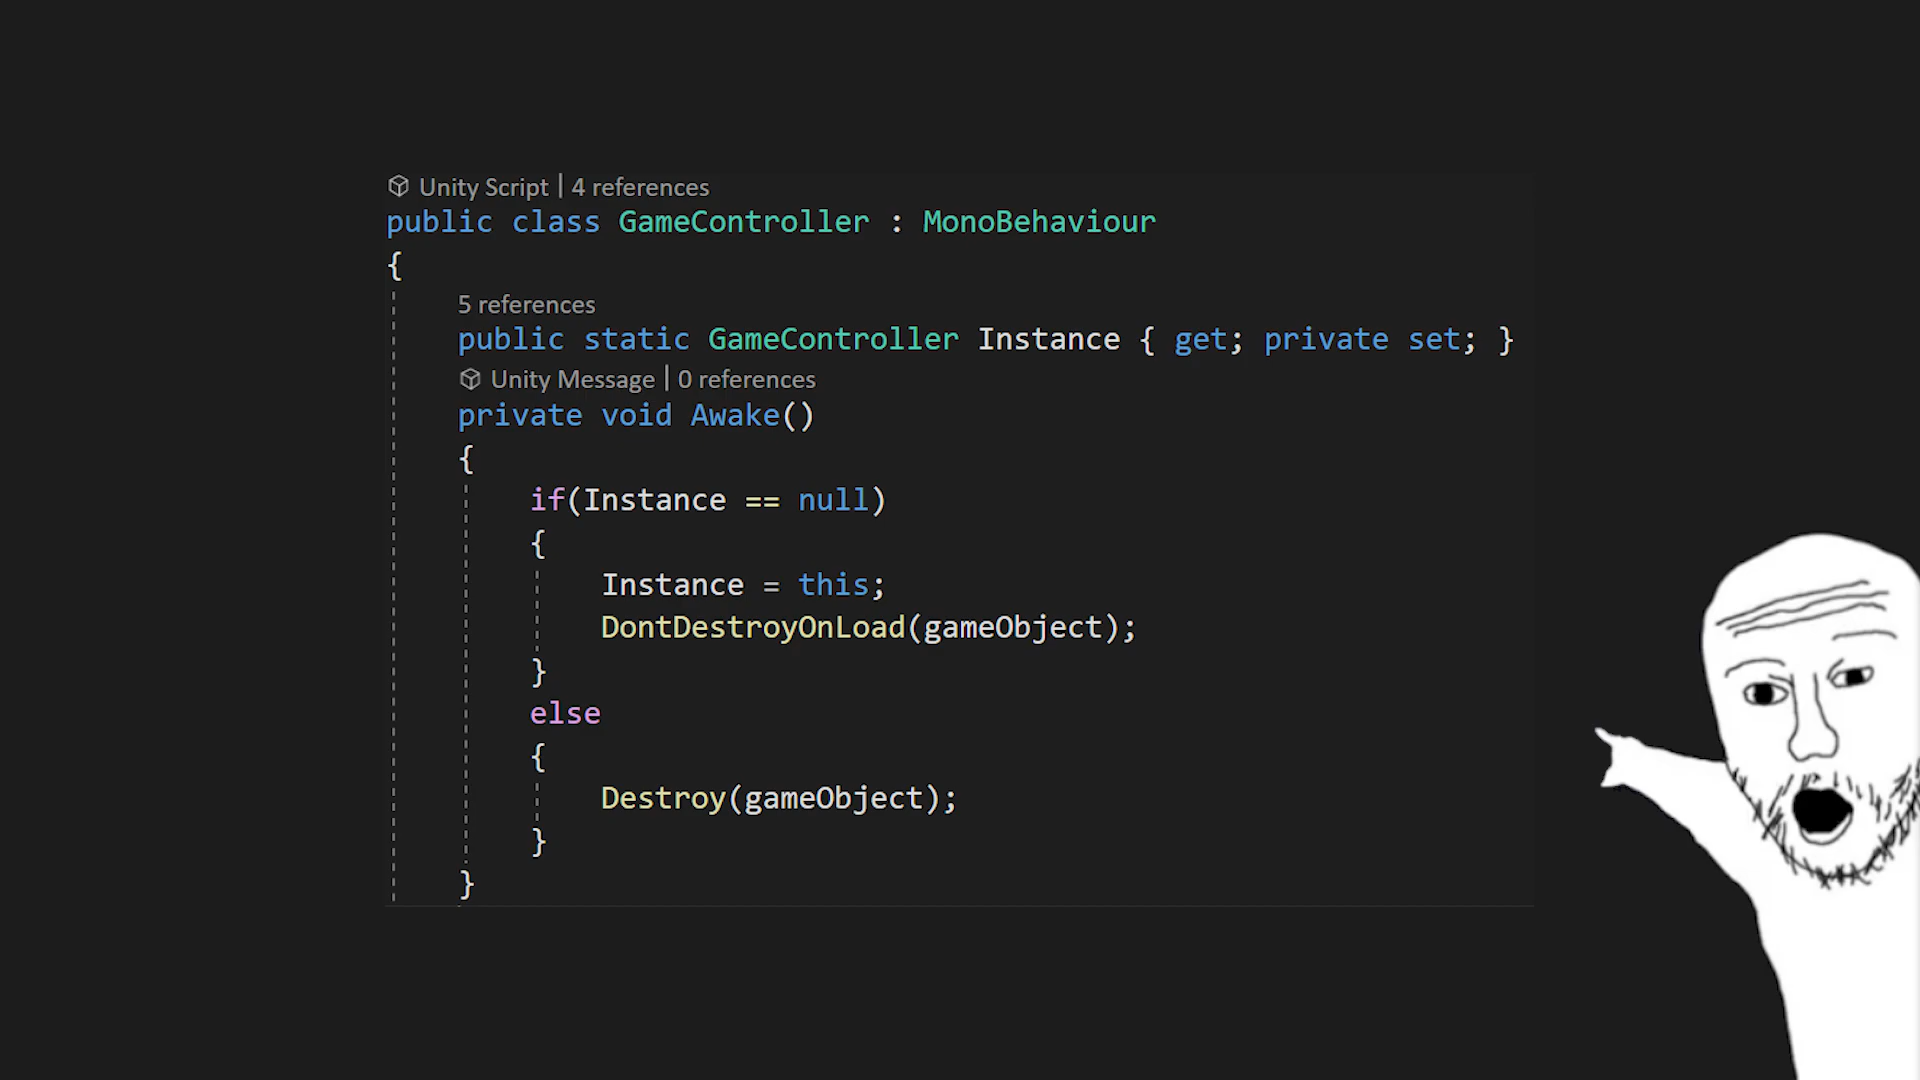 Unity Script | 4 references
public class GameController : MonoBehaviour
{
5 references
public static GameController Instance { get; private set; }
Unity Message | 0 references
private void Awake()
{
if(Instance == null)
{
Instance = this;
DontDestroyOnLoad(gameObject);
}
else
{
Destroy(gameObject);
}
}